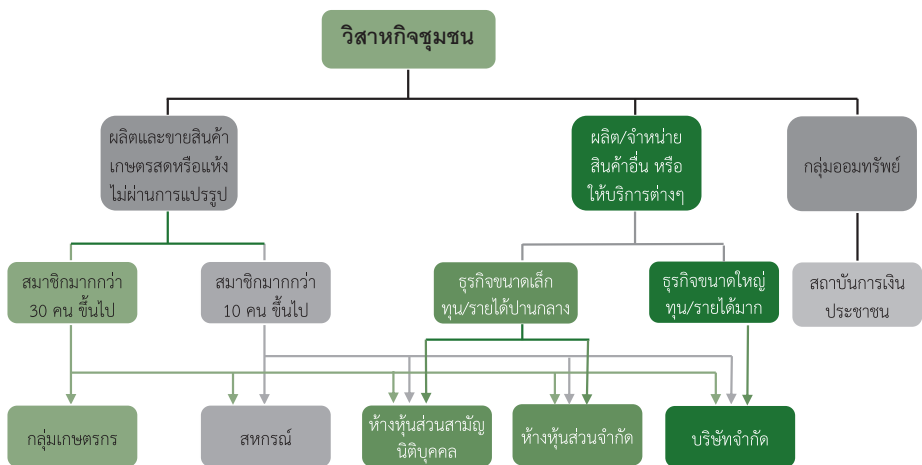 วิสาหกิจชุมชน
ผลิตและขายสินค้า
เกษตรสดหรือแห้ง
ไม่ผ่านการแปรรูป
ผลิต/จำหน่าย
สินค้าอื่น หรือ
ให้บริการต่างๆ
กลุ่มออมทรัพย์
สมาชิกมากกว่า
30 คน ขึ้นไป
สมาชิกมากกว่า
10 คน ขึ้นไป
ธุรกิจขนาดเล็ก
ทุน/รายได้ปานกลาง
ธุรกิจขนาดใหญ่
ทุน/รายได้มาก
สถาบันการเงิน
ประชาชน
กลุ่มเกษตรกร
สหกรณ์
ห้างหุ้นส่วนสามัญ
นิติบุคคล
ห้างหุ้นส่วนจำกัด
บริษัทจำกัด